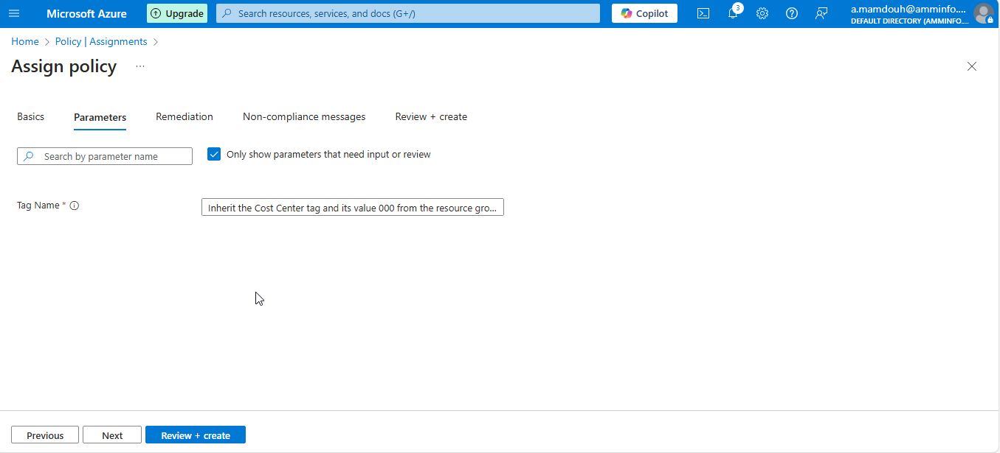 Microsoft Azure
Upgrade
Search resources, services, and docs (G+/)
Copilot
3
a.mamdouh@amminfo....
DEFAULT DIRECTORY (AMMINFO....
Home > Policy | Assignments >
Assign policy ...
Basics
Parameters
Remediation
Non-compliance messages
Review + create
Search by parameter name
Only show parameters that need input or review
Tag Name *
Inherit the Cost Center tag and its value 000 from the resource gro...
Previous
Next
Review + create